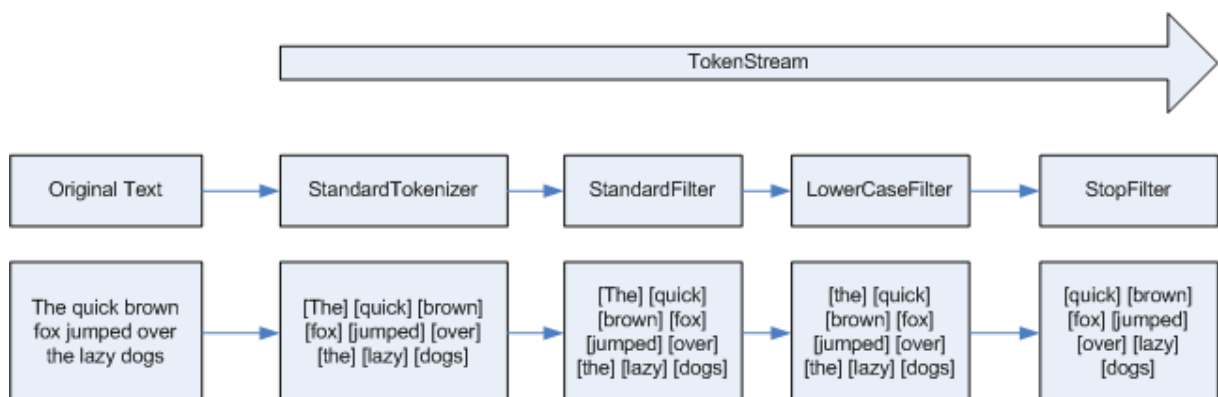 TokenStream
Original Text
StandardTokenizer
StandardFilter
LowerCaseFilter
StopFilter
The quick brown
fox jumped over
the lazy dogs
[The] [quick] [brown]
[fox] [jumped] [over]
[the] [lazy] [dogs]
[The] [quick]
[brown] [fox]
[jumped] [over]
[the] [lazy] [dogs]
[the] [quick]
[brown] [fox]
[jumped] [over]
[the] [lazy] [dogs]
[quick] [brown]
[fox] [jumped]
[over] [lazy]
[dogs]